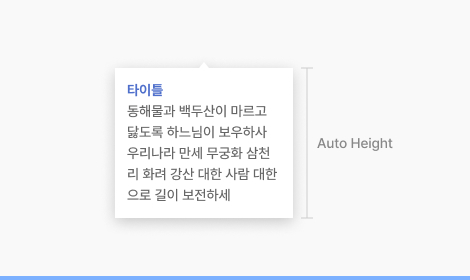 타이틀
동해물과 백두산이 마르고
닳도록 하느님이 보우하사
우리나라 만세 무궁화 삼천
리 화려 강산 대한 사람 대한
으로 길이 보전하세
Auto Height